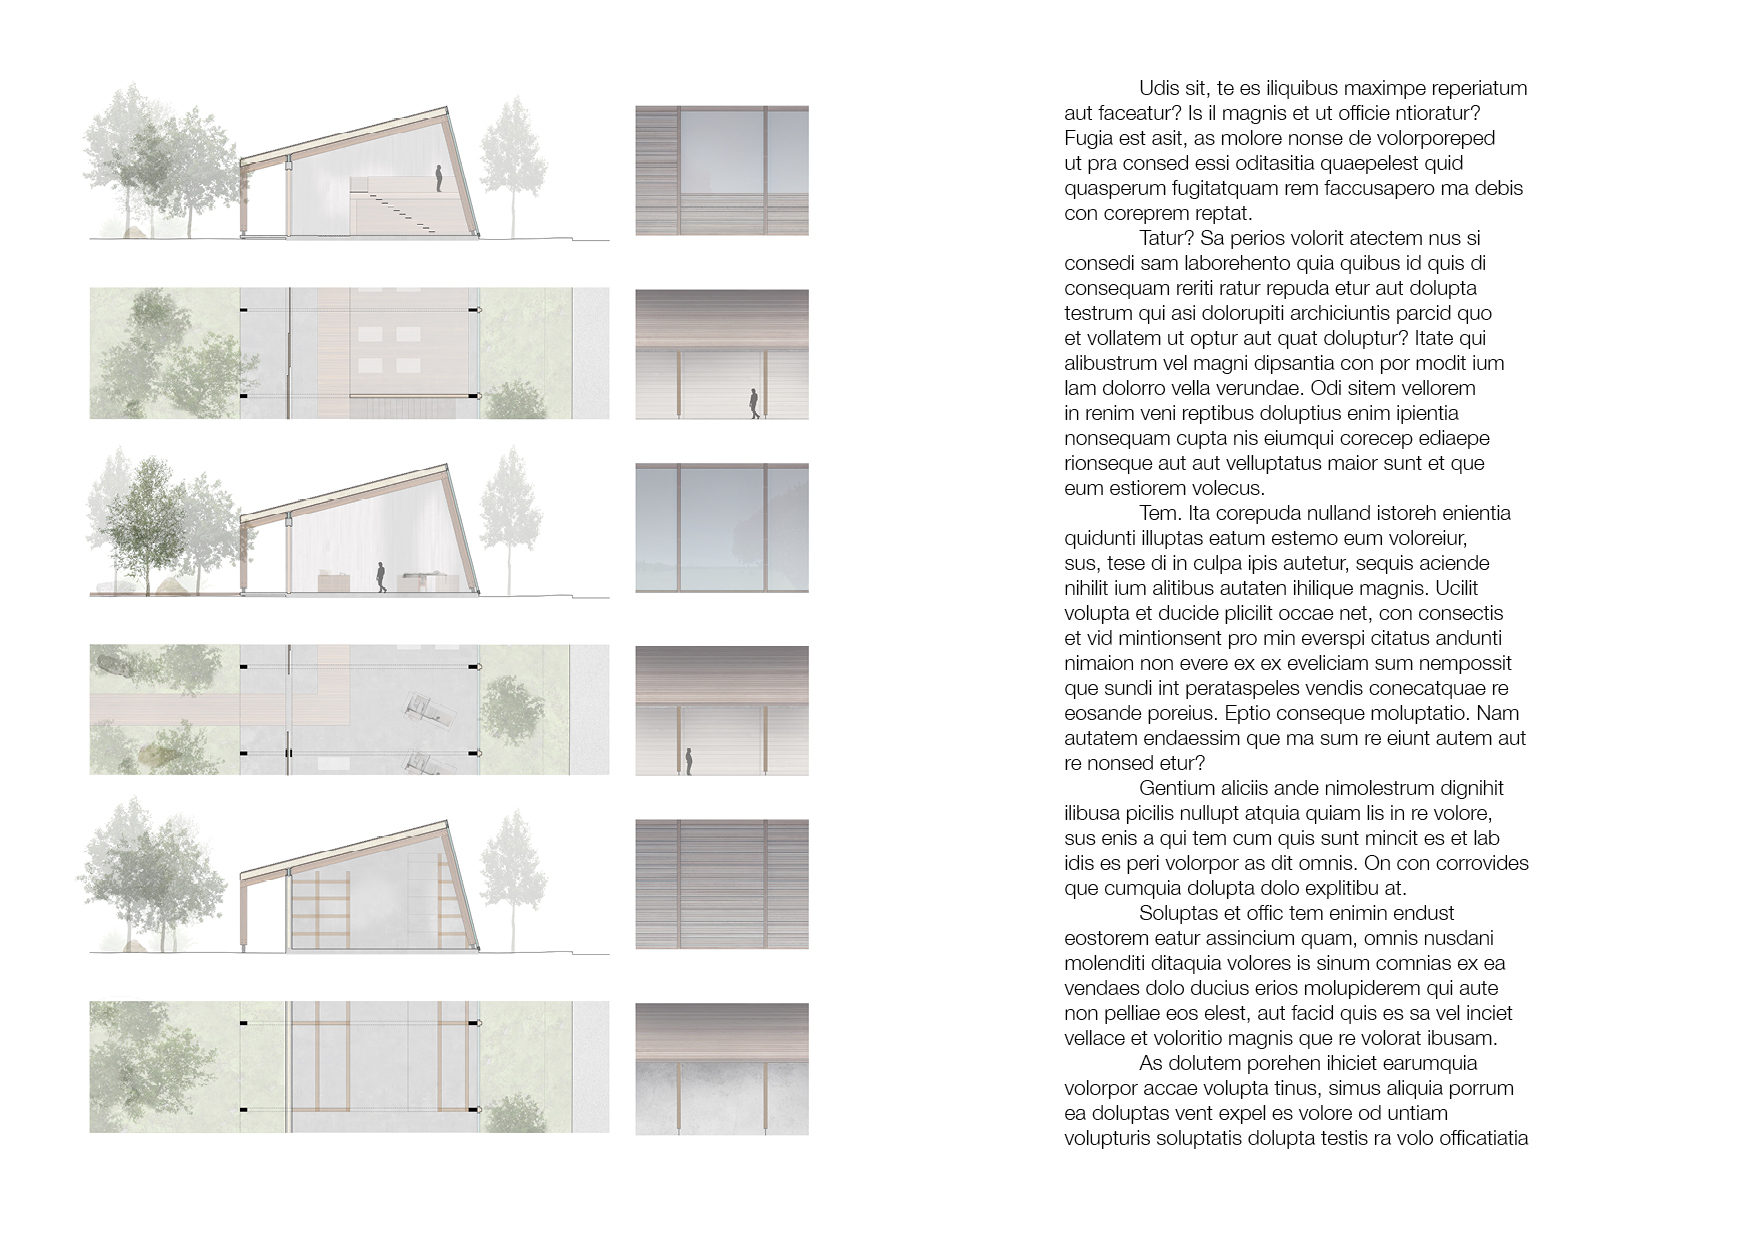 Udis sit, te es iliquibus maximpe reperiatum
aut faceatur? Is il magnis et ut officie ntioratur?
Fugia est asit, as molore nonse de volorporeped
ut pra consed essi oditasitia quaepelest quid
quasperum fugitatquam rem faccusapero ma debis
con coreprem reptat.
Tatur? Sa perios volorit atectem nus si
consedi sam laborehento quia quibus id quis di
consequam reriti ratur repuda etur aut dolupta
testrum qui asi dolorupiti archiciuntis parcid quo
et vollatem ut optur aut quat doluptur? Itate qui
alibustrum vel magni dipsantia con por modit ium
lam dolorro vella verundae. Odi sitem vellorem
in renim veni reptibus doluptius enim ipientia
nonsequam cupta nis eiumqui corecep ediaepe
rionseque aut aut velluptatus maior sunt et que
eum estiorem volecus.
Tem. Ita corepuda nulland istoreh enientia
quidunti illuptas eatum estemo eum voloreiur,
sus, tese di in culpa ipis autetur, sequis aciende
nihilit ium alitibus autaten ihilique magnis. Ucilit
volupta et ducide plicilit occae net, con consectis
et vid mintionsent pro min everspi citatus andunti
nimaion non evere ex ex eveliciam sum nempossit
que sundi int perataspeles vendis conecatquae re
eosande poreius. Eptio conseque moluptatio. Nam
autatem endaessim que ma sum re eiunt autem aut
re nonsed etur?
Gentium aliciis ande nimolestrum dignihit
ilibusa picilis nullupt atquia quiam lis in re volore,
sus enis a qui tem cum quis sunt mincit es et lab
idis es peri volorpor as dit omnis. On con corrovides
que cumquia dolupta dolo explitibu at.
Soluptas et offic tem enimin endust
eostorem eatur assincium quam, omnis nusdani
molenditi ditaquia volores is sinum comnias ex ea
vendaes dolo ducius erios molupiderem qui aute
non pelliae eos elest, aut facid quis es sa vel inciet
vellace et voloritio magnis que re volorat ibusam.
As dolutem porehen ihiciet earumquia
volorpor accae volupta tinus, simus aliquia porrum
ea doluptas vent expel es volore od untiam
volupturis soluptatis dolupta testis ra volo officatiatia